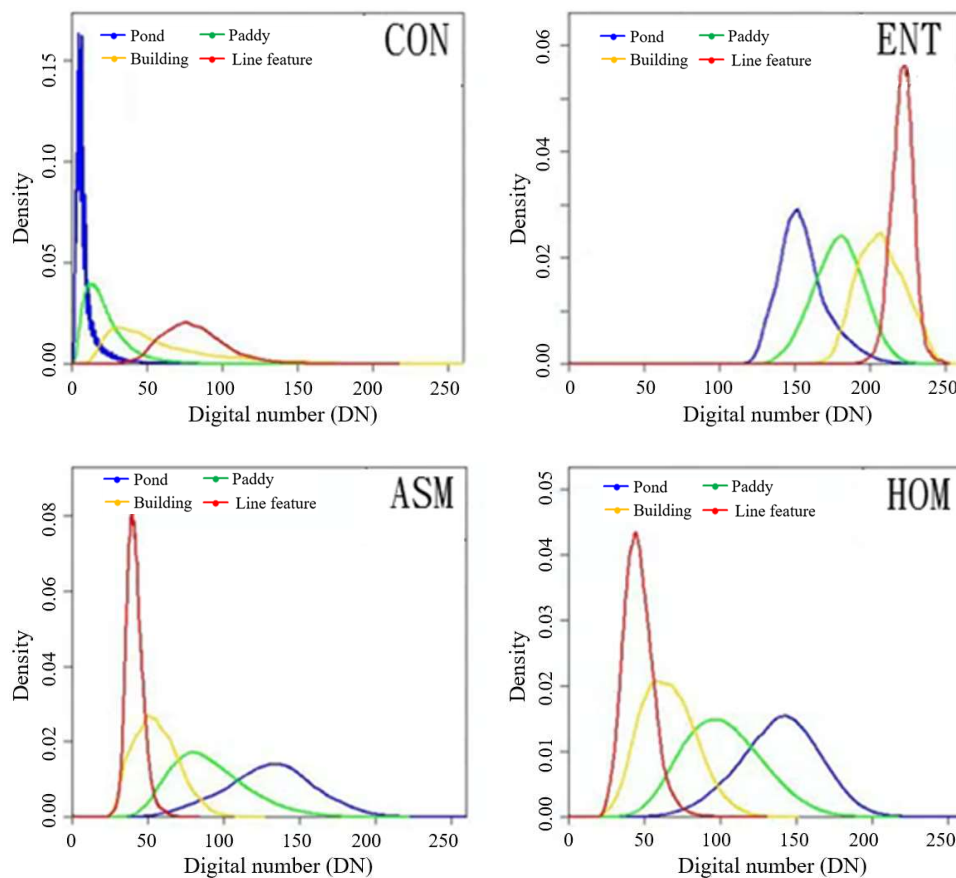 CON
Pond Paddy
Building Line feature
Density
0.00 0.05 0.10 0.15
0 50 100 150 200 250
Digital number (DN)
ENT
Pond Paddy
Building Line feature
Density
0.00 0.02 0.04 0.06
0 50 100 150 200 250
Digital number (DN)
ASM
Pond Paddy
Building Line feature
Density
0.00 0.02 0.04 0.06 0.08
0 50 100 150 200 250
Digital number (DN)
HOM
Pond Paddy
Building Line feature
Density
0.00 0.01 0.02 0.03 0.04 0.05
0 50 100 150 200 250
Digital number (DN)